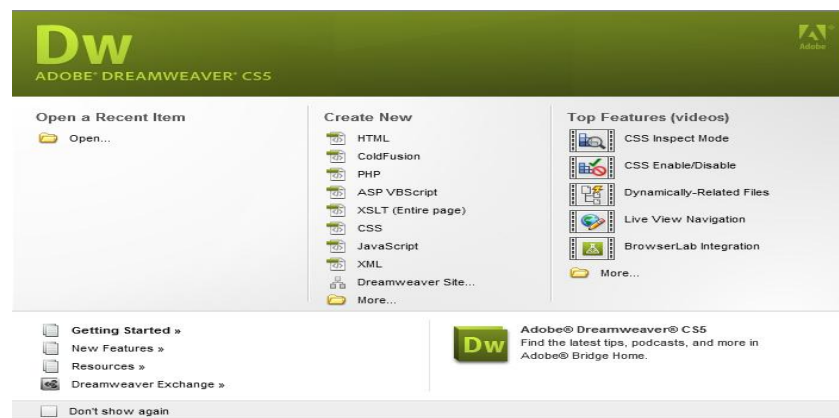 Dw
ADOBE® DREAMWEAVER® CS5
Adobe
Open a Recent Item
Open...
Create New
HTML
ColdFusion
PHP
ASP VBScript
XSLT (Entire page)
CSS
JavaScript
XML
Dreamweaver Site...
More...
Top Features (videos)
CSS Inspect Mode
CSS Enable/Disable
Dynamically-Related Files
Live View Navigation
BrowserLab Integration
More...
Getting Started »
New Features »
Resources »
Dreamweaver Exchange »
Dw
Adobe® Dreamweaver® CS5
Find the latest tips, podcasts, and more in
Adobe® Bridge Home.
Don't show again